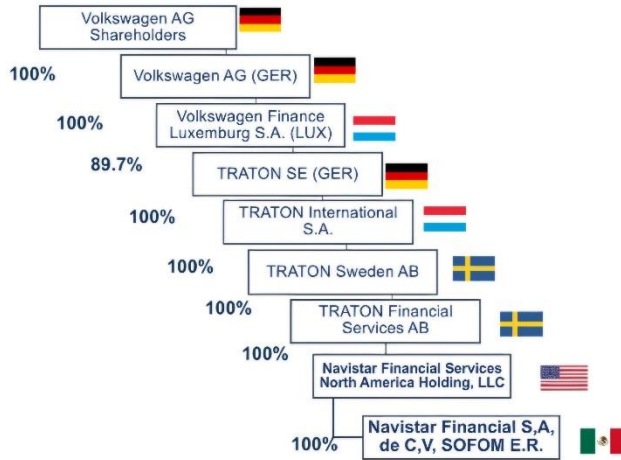 Volkswagen AG
Shareholders
100%
Volkswagen AG (GER)
100%
Volkswagen Finance
Luxemburg S.A. (LUX)
89.7%
TRATON SE (GER)
100%
TRATON International
S.A.
100%
TRATON Sweden AB
100%
TRATON Financial
Services AB
100%
Navistar Financial Services
North America Holding, LLC
100%
Navistar Financial S,A,
de C,V, SOFOM E.R.